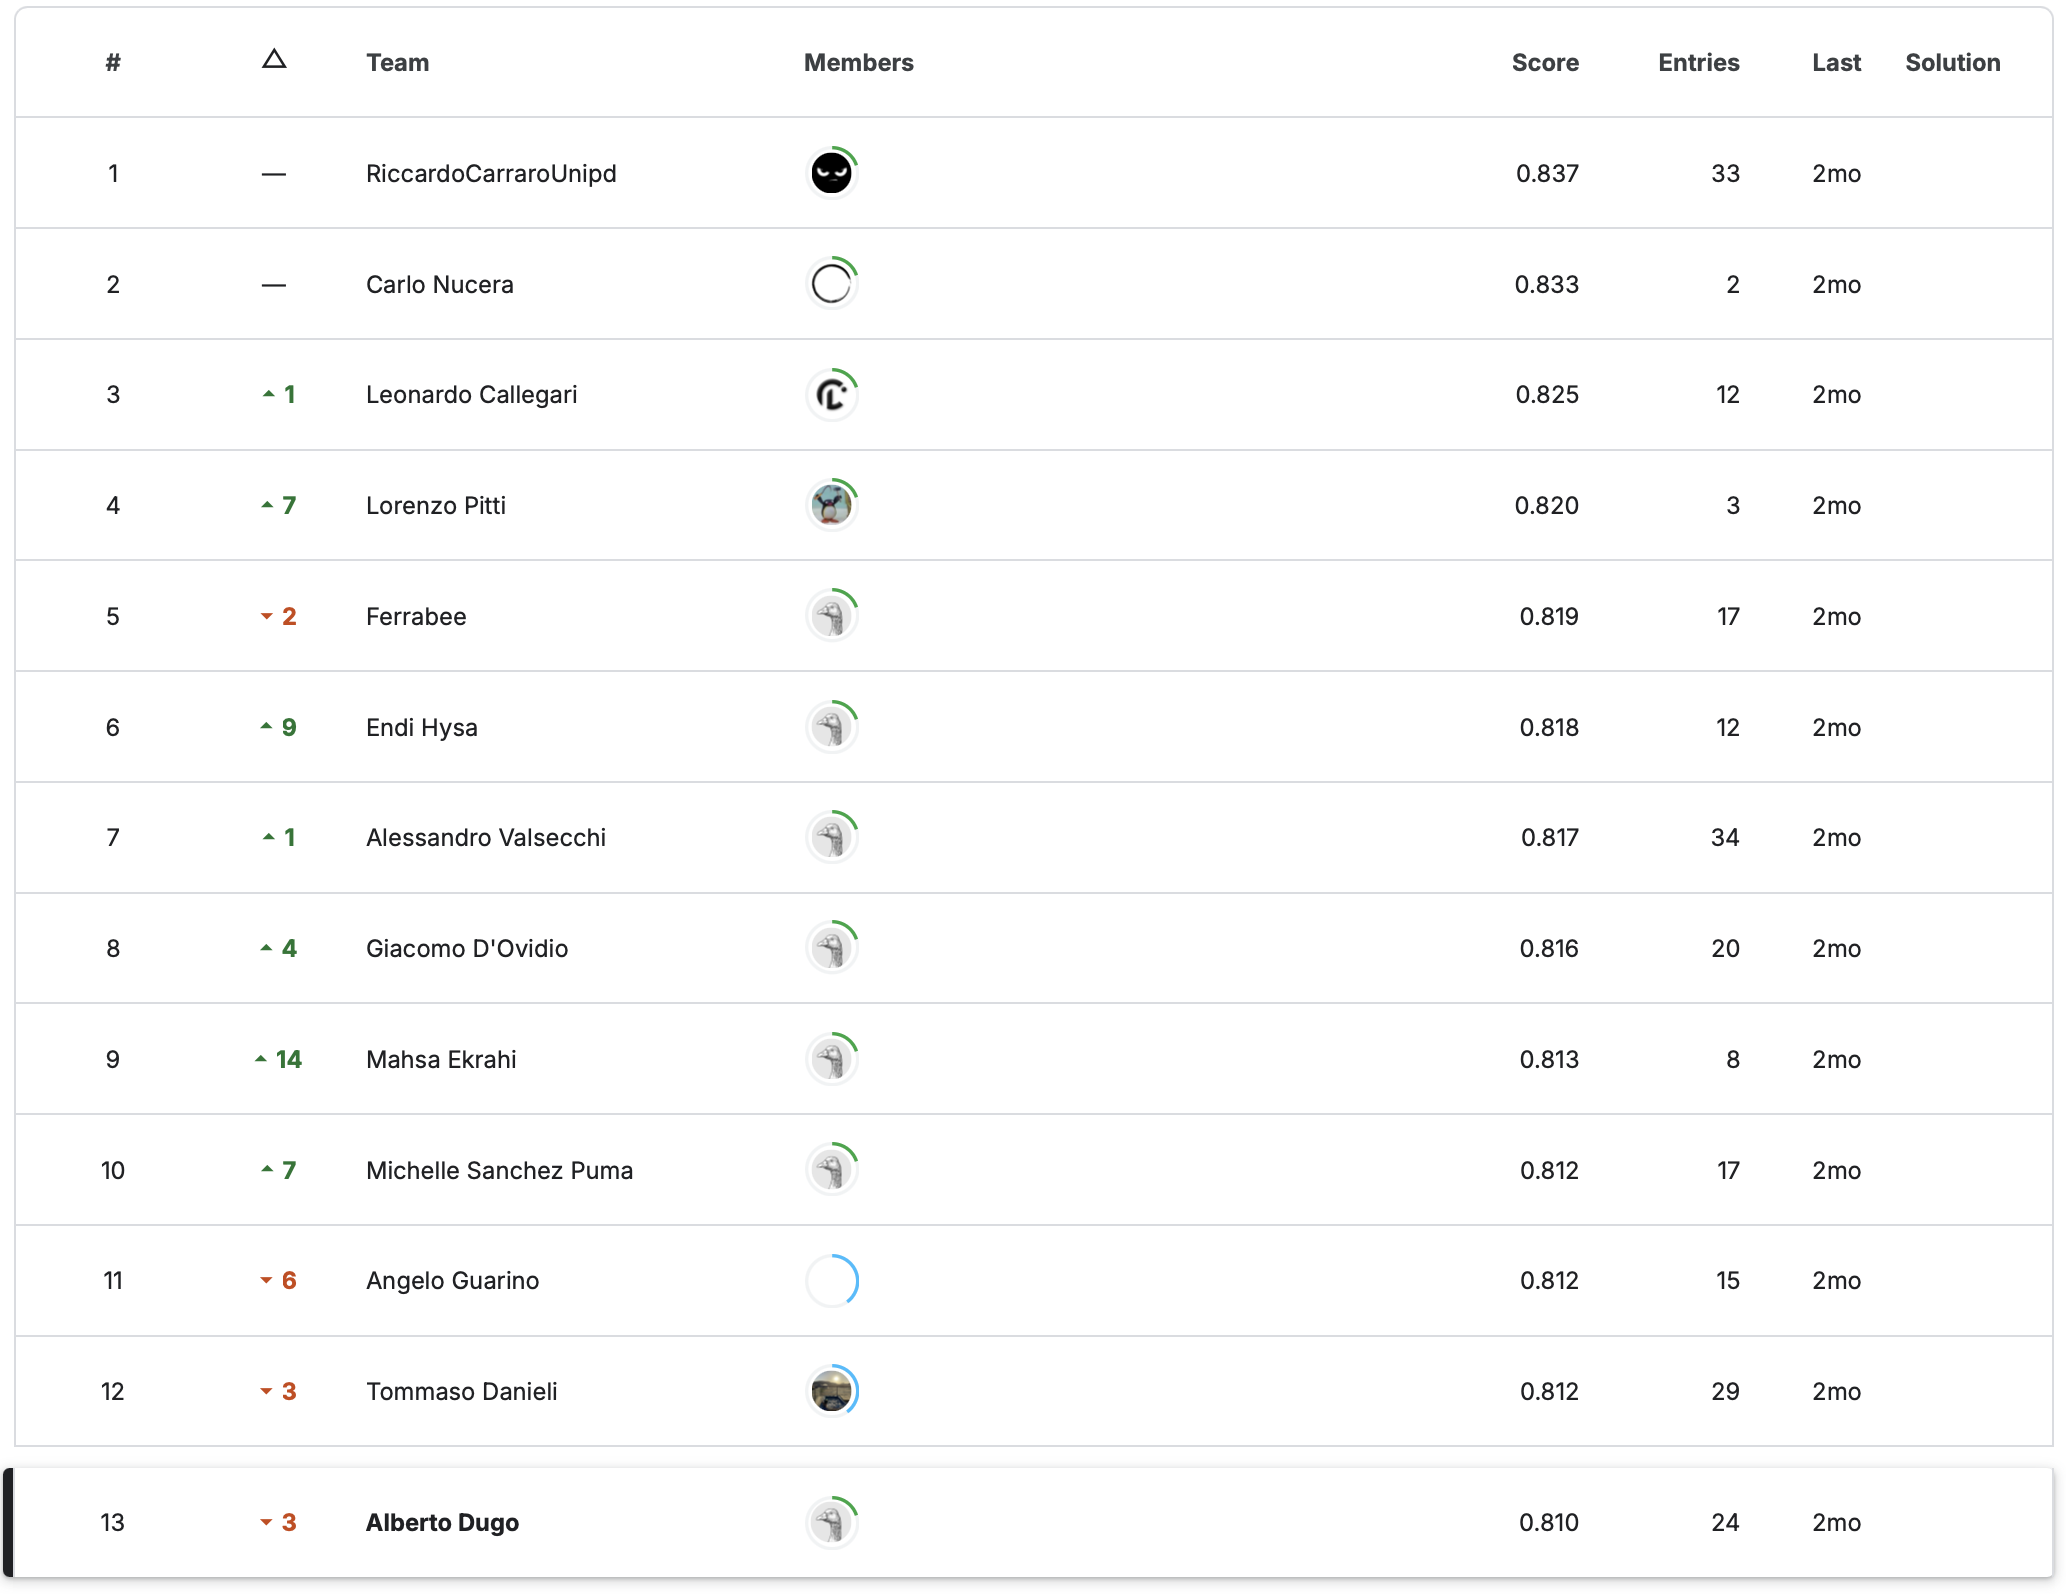 # △ Team Members Score Entries Last Solution
1 — RiccardoCarraroUnipd 0.837 33 2mo
2 — Carlo Nucera 0.833 2 2mo
3 ▲ 1 Leonardo Callegari 0.825 12 2mo
4 ▲ 7 Lorenzo Pitti 0.820 3 2mo
5 ▼ 2 Ferrabee 0.819 17 2mo
6 ▲ 9 Endi Hysa 0.818 12 2mo
7 ▲ 1 Alessandro Valsecchi 0.817 34 2mo
8 ▲ 4 Giacomo D'Ovidio 0.816 20 2mo
9 ▲ 14 Mahsa Ekrahi 0.813 8 2mo
10 ▲ 7 Michelle Sanchez Puma 0.812 17 2mo
11 ▼ 6 Angelo Guarino 0.812 15 2mo
12 ▼ 3 Tommaso Danieli 0.812 29 2mo
13 ▼ 3 Alberto Dugo 0.810 24 2mo